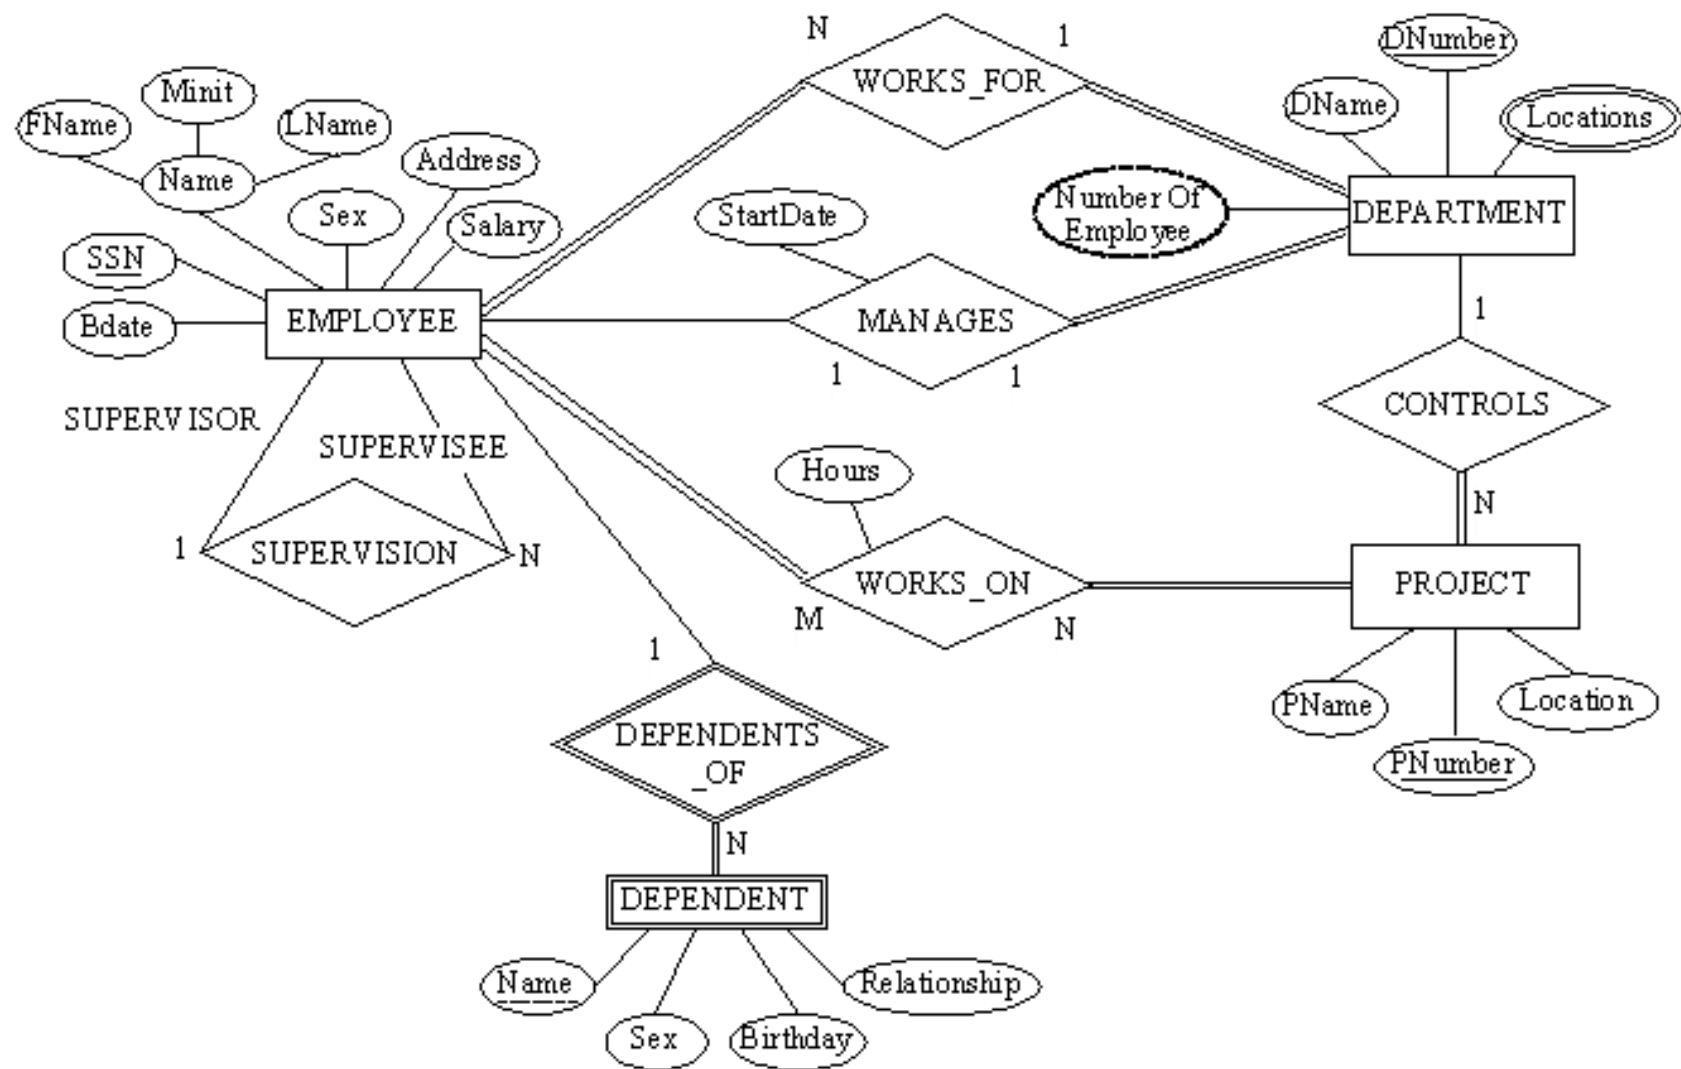 N
1
DNumber
WORKS_FOR
Minit
DName
Locations
FName
LName
Address
Name
Sex
StartDate
Number Of
Employee
DEPARTMENT
Salary
SSN
Bdate
EMPLOYEE
MANAGES
1
1
1
SUPERVISOR
CONTROLS
SUPERVISEE
Hours
N
1
SUPERVISION
N
WORKS_ON
PROJECT
M
N
1
PName
Location
DEPENDENTS
_OF
PNumber
N
DEPENDENT
Name
Relationship
Sex
Birthday